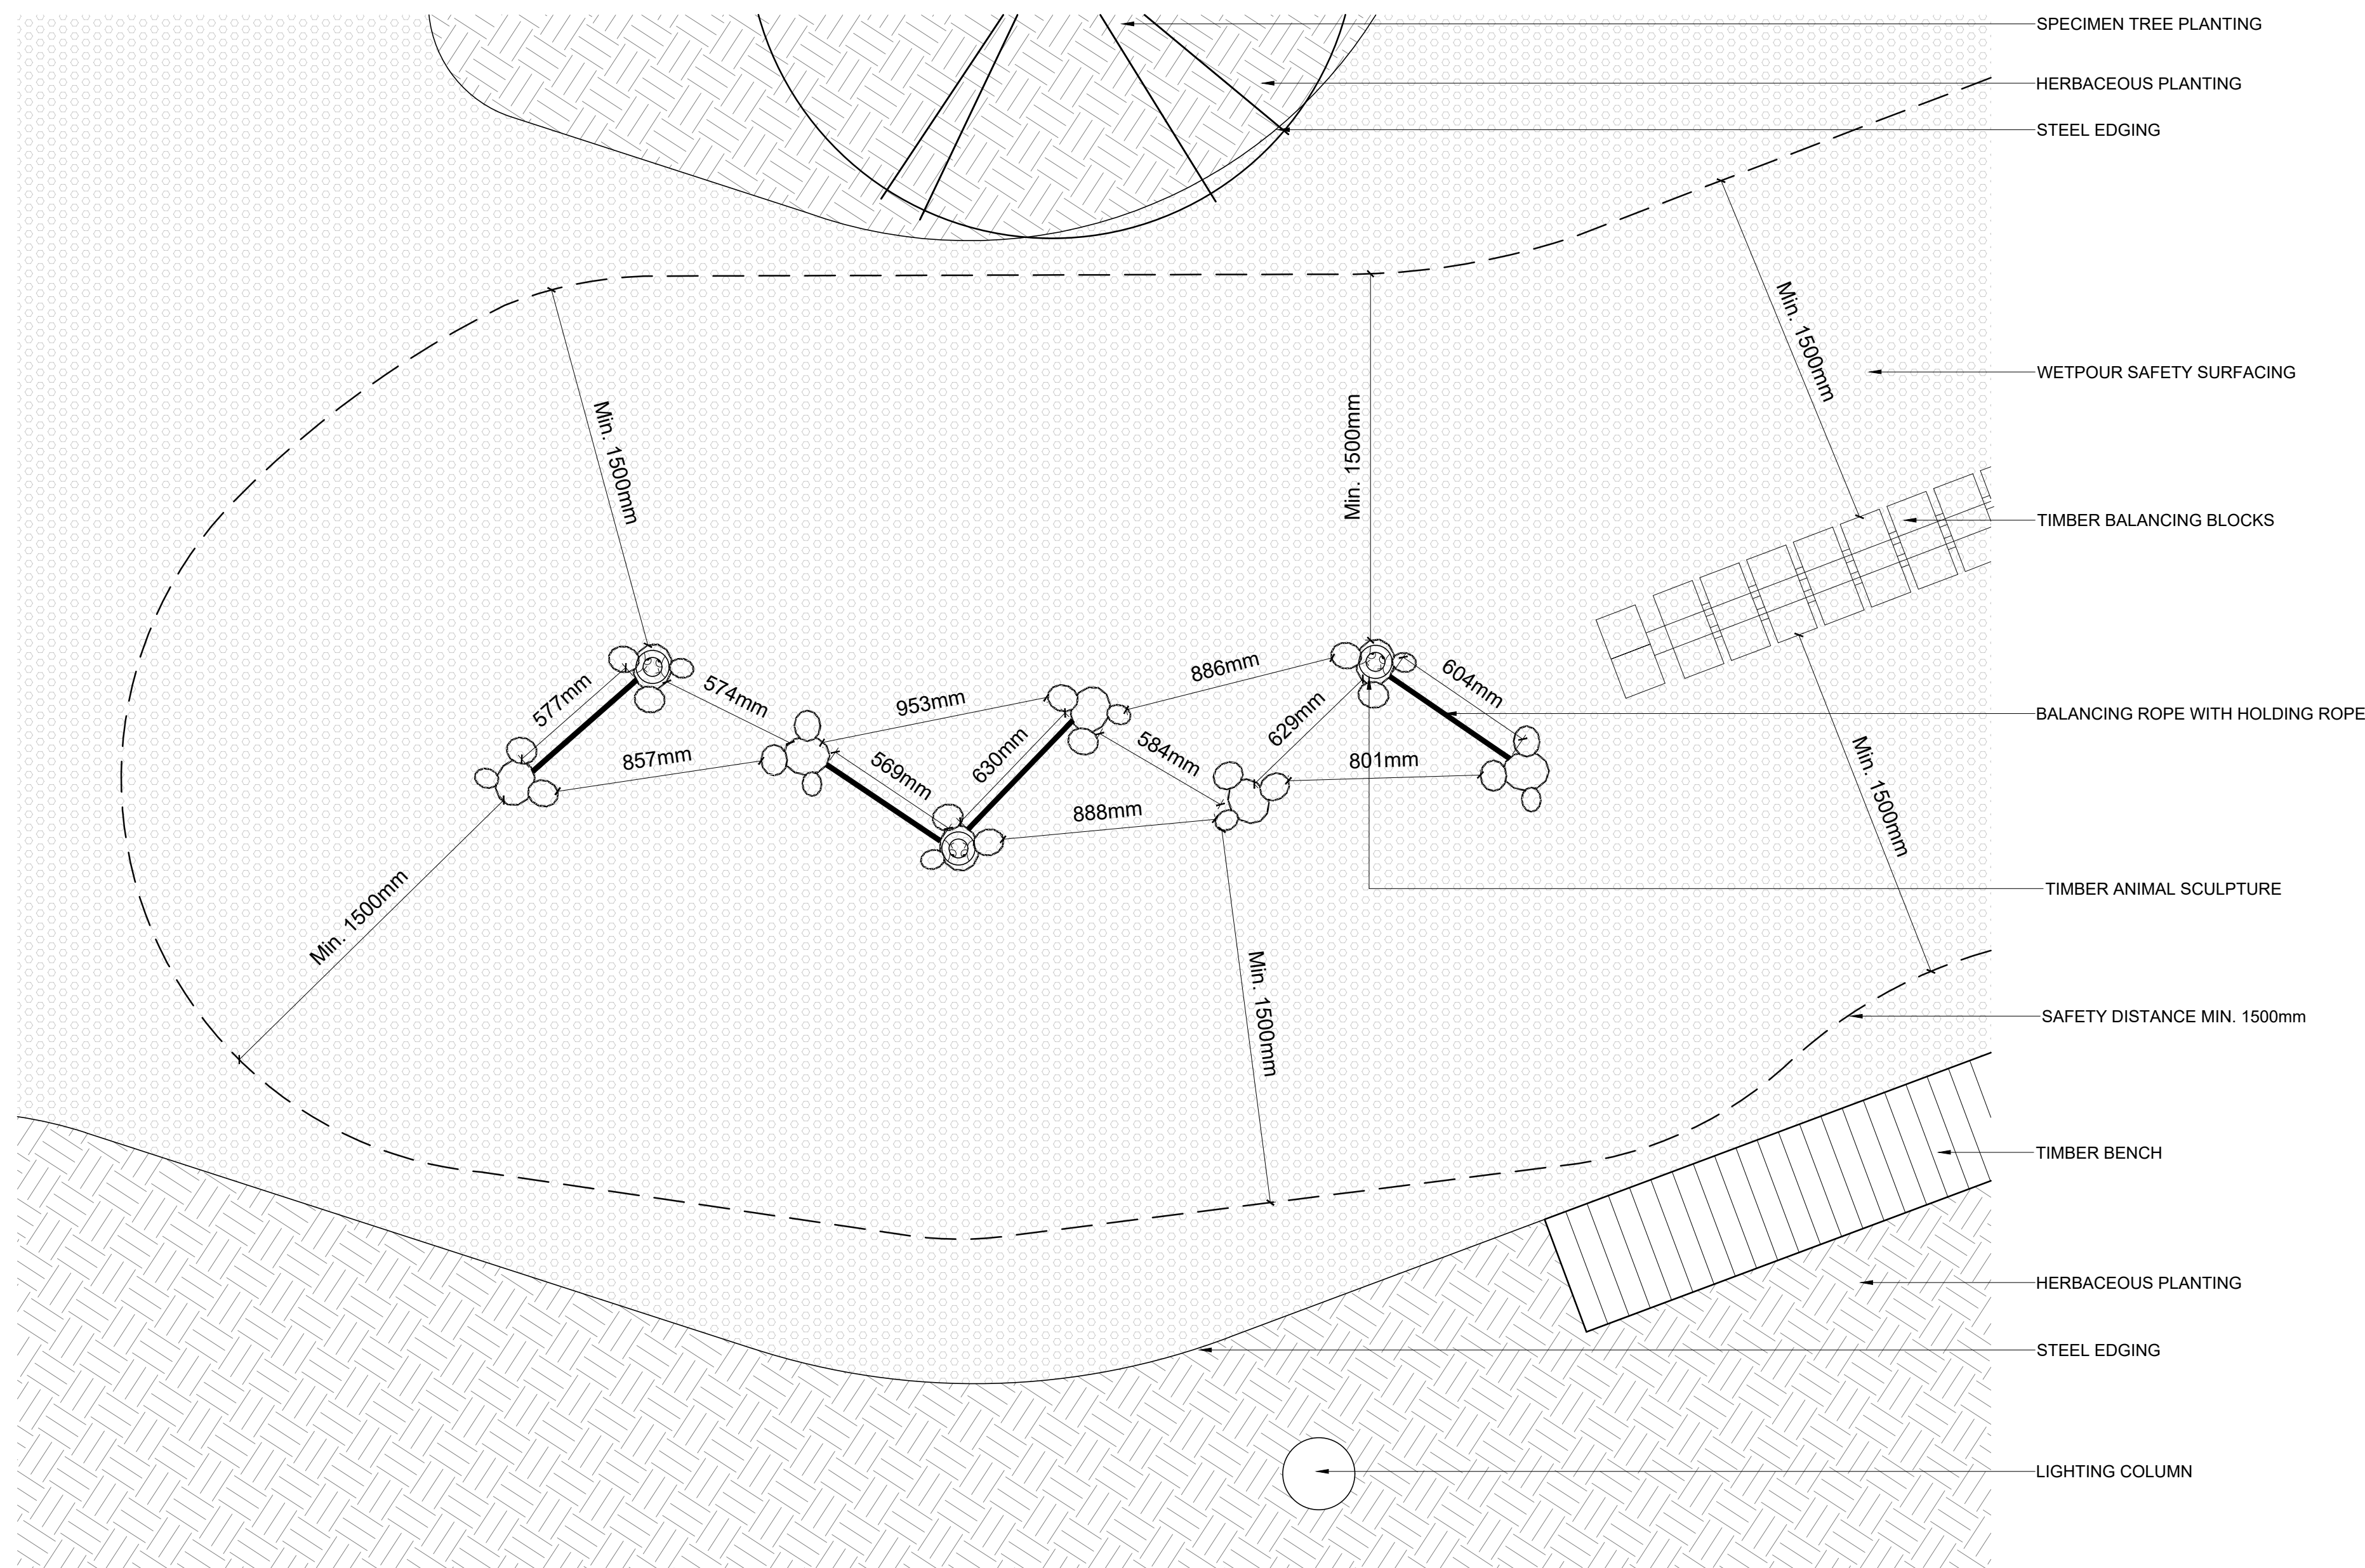 SPECIMEN TREE PLANTING
HERBACEOUS PLANTING
STEEL EDGING
Min. 1500mm
WETPOUR SAFETY SURFACING
Min. 1500mm
Min. 1500mm
TIMBER BALANCING BLOCKS
577mm
574mm
953mm
886mm
604mm
629mm
BALANCING ROPE WITH HOLDING ROPE
857mm
569mm
630mm
584mm
801mm
888mm
Min. 1500mm
TIMBER ANIMAL SCULPTURE
Min. 1500mm
Min. 1500mm
SAFETY DISTANCE MIN. 1500mm
TIMBER BENCH
HERBACEOUS PLANTING
STEEL EDGING
LIGHTING COLUMN